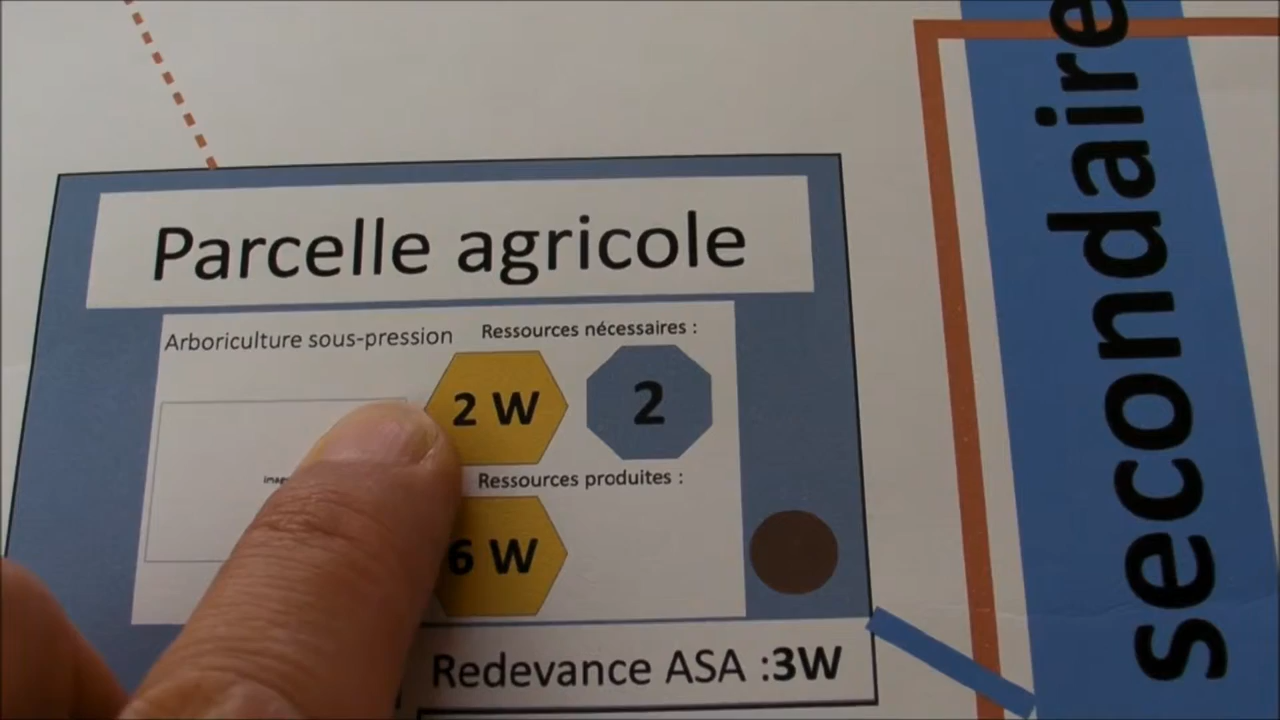 secondaire
Parcelle agricole
Arboriculture sous-pression
Ressources nécessaires :
2 W
2
Ressources produites :
6 W
Redevance ASA :3W